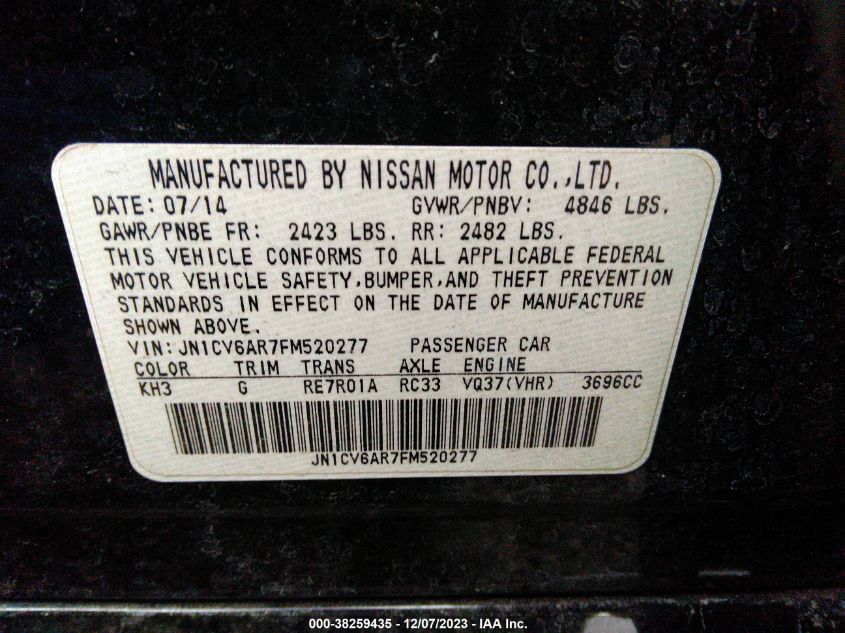 MANUFACTURED BY NISSAN MOTOR CO.,LTD.
DATE: 07/14 GVWR/PNBV: 4846 LBS.
GAWR/PNBE FR: 2423 LBS. RR: 2482 LBS.
THIS VEHICLE CONFORMS TO ALL APPLICABLE FEDERAL
MOTOR VEHICLE SAFETY,BUMPER,AND THEFT PREVENTION
STANDARDS IN EFFECT ON THE DATE OF MANUFACTURE
SHOWN ABOVE.
VIN: JN1CV6AR7FM520277 PASSENGER CAR
COLOR TRIM TRANS AXLE ENGINE
KH3 G RE7R01A RC33 VQ37(VHR) 3696CC
JN1CV6AR7FM520277
000-38259435 - 12/07/2023 - IAA Inc.